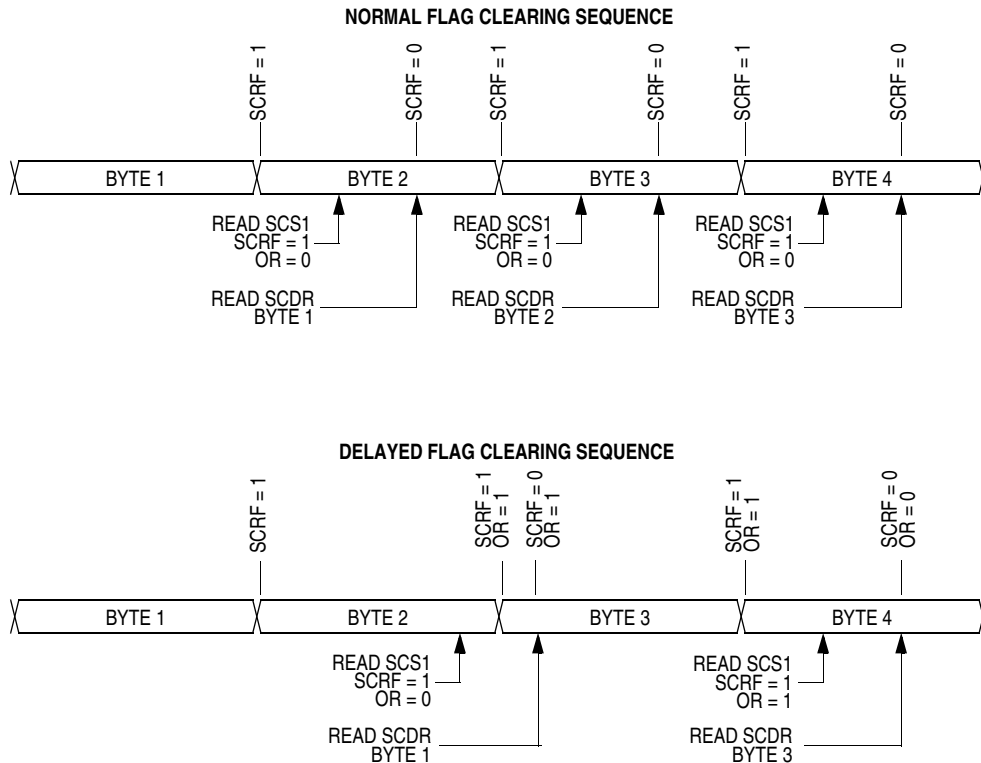 NORMAL FLAG CLEARING SEQUENCE
SCRF = 1
SCRF = 0
SCRF = 1
SCRF = 0
SCRF = 1
SCRF = 0
BYTE 1
BYTE 2
BYTE 3
BYTE 4
READ SCS1
SCRF = 1
OR = 0
READ SCS1
SCRF = 1
OR = 0
READ SCS1
SCRF = 1
OR = 0
READ SCDR
BYTE 1
READ SCDR
BYTE 2
READ SCDR
BYTE 3
DELAYED FLAG CLEARING SEQUENCE
SCRF = 1
SCRF = 1
OR = 1
SCRF = 0
OR = 1
SCRF = 1
OR = 1
SCRF = 0
OR = 0
BYTE 1
BYTE 2
BYTE 3
BYTE 4
READ SCS1
SCRF = 1
OR = 0
READ SCS1
SCRF = 1
OR = 1
READ SCDR
BYTE 1
READ SCDR
BYTE 3